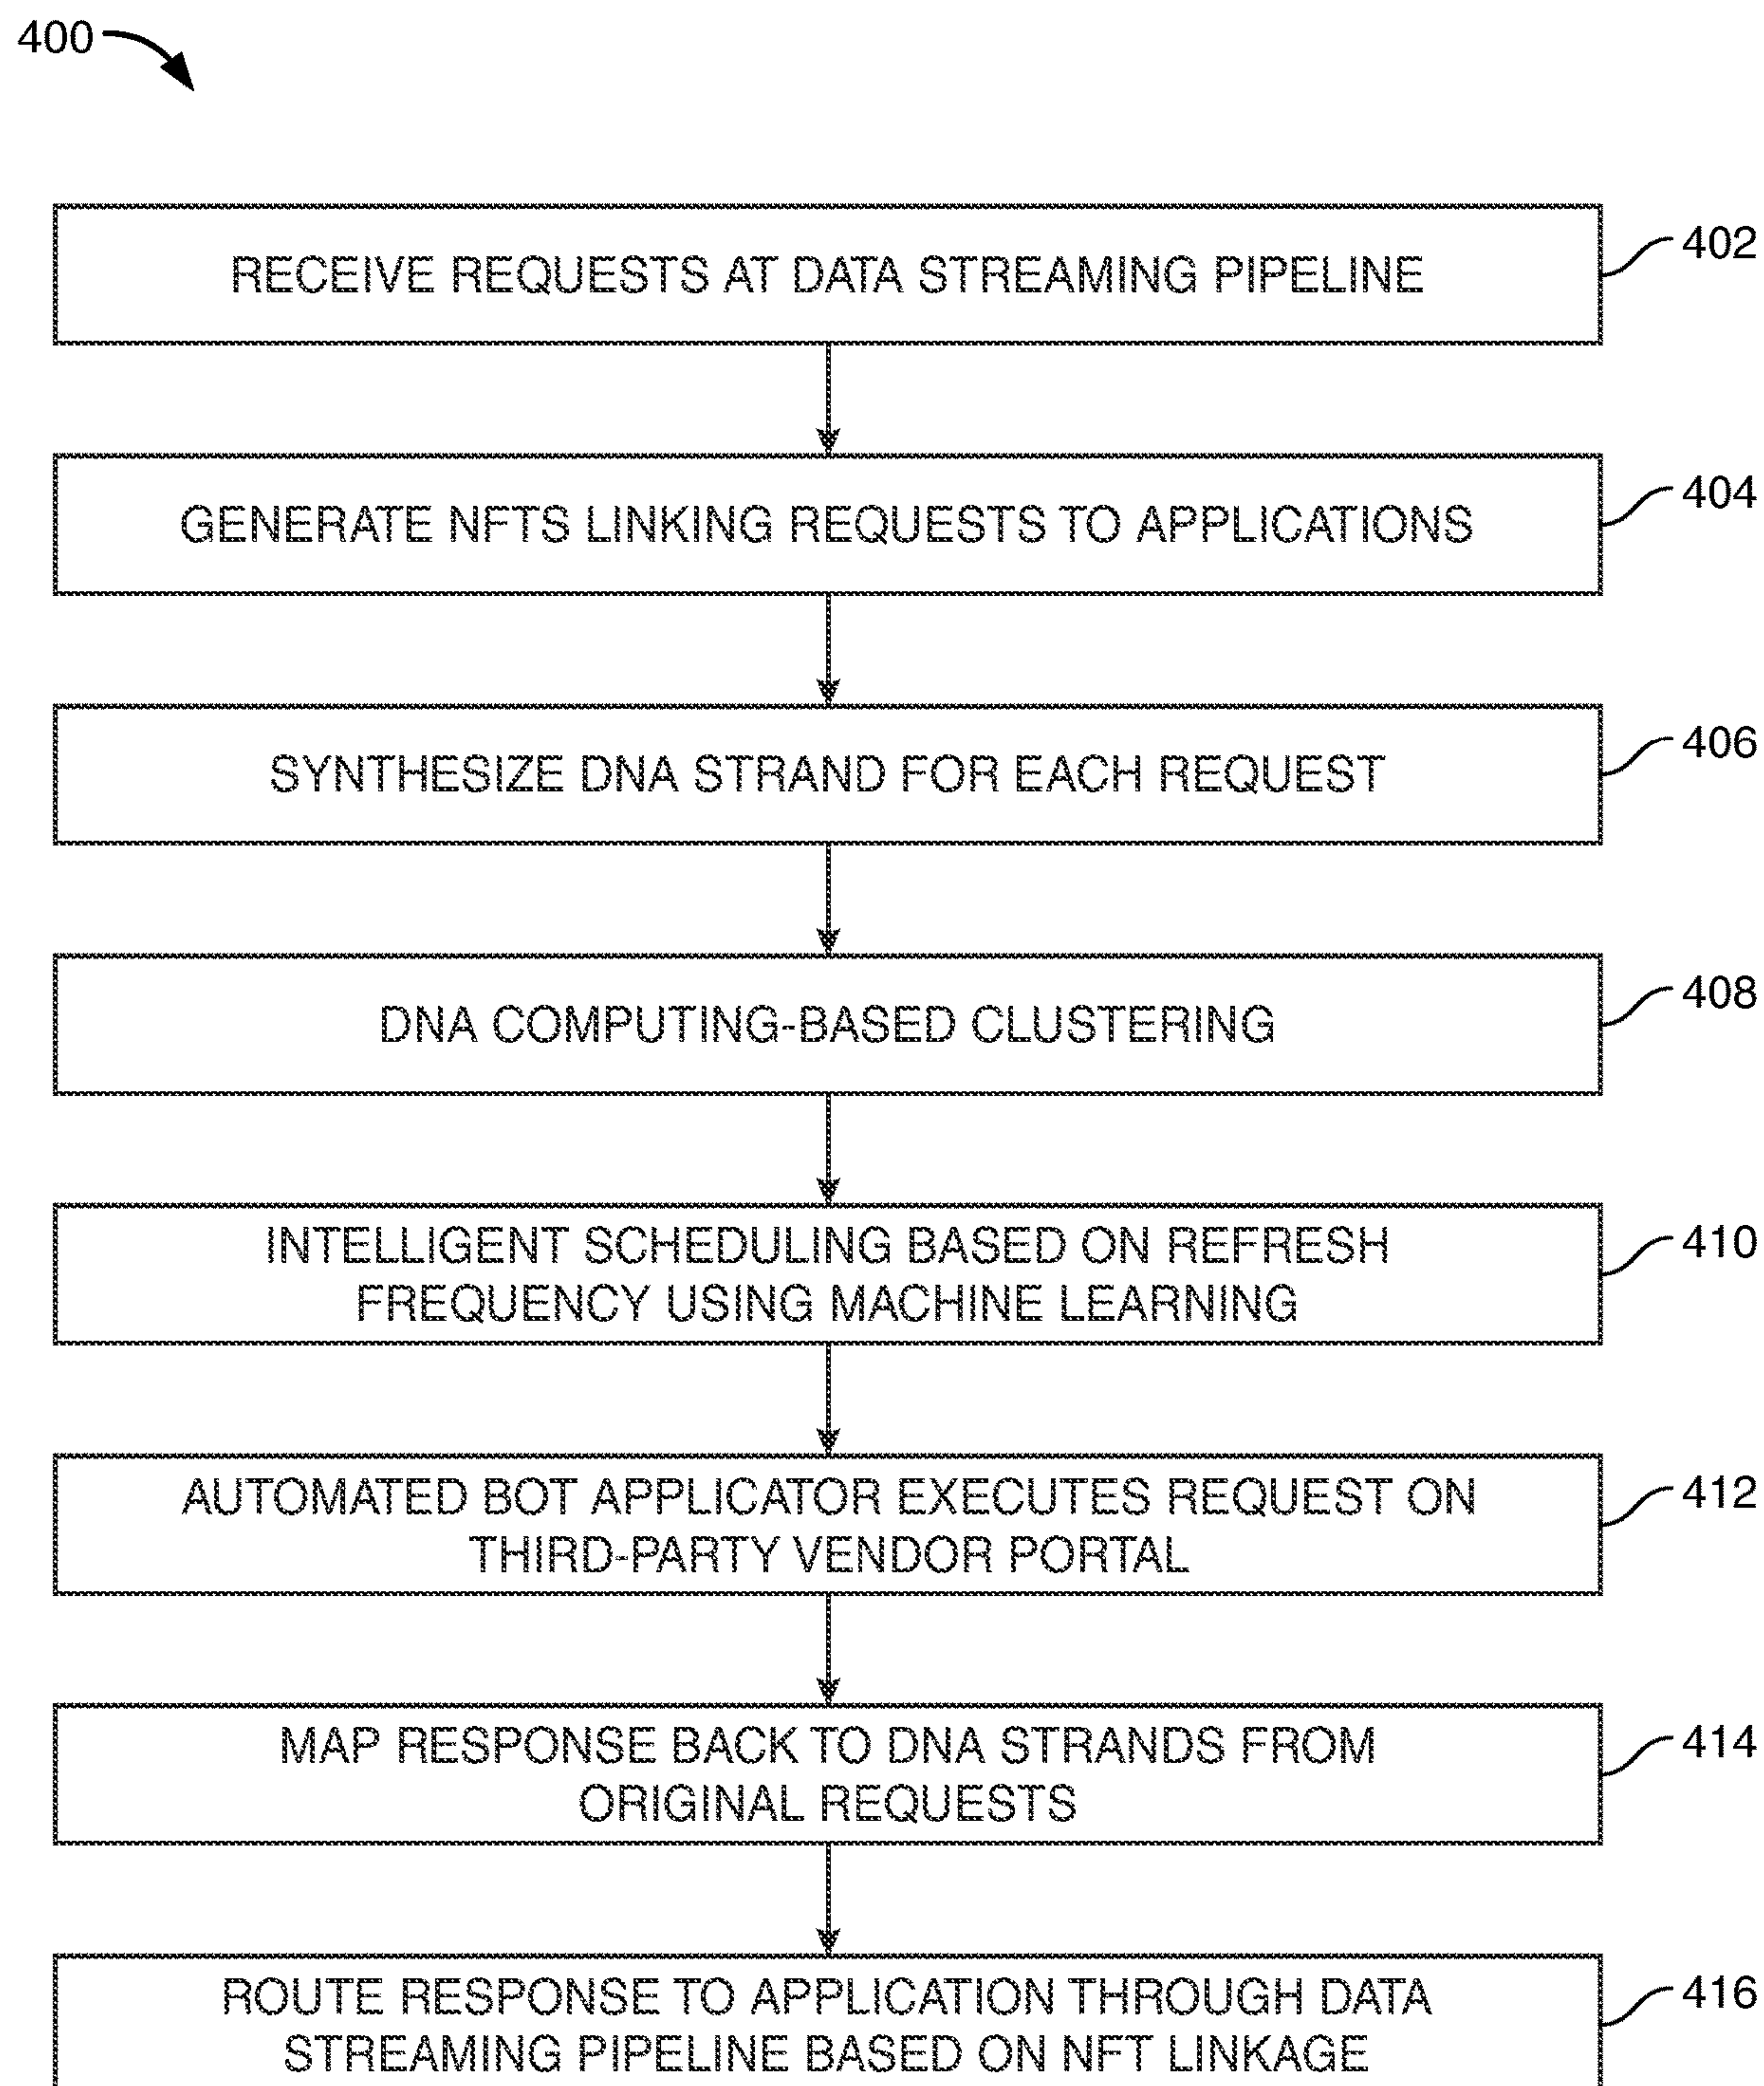 400
RECEIVE REQUESTS AT DATA STREAMING PIPELINE
402
GENERATE NFTS LINKING REQUESTS TO APPLICATIONS
404
SYNTHESIZE DNA STRAND FOR EACH REQUEST
406
DNA COMPUTING-BASED CLUSTERING
408
INTELLIGENT SCHEDULING BASED ON REFRESH
FREQUENCY USING MACHINE LEARNING
410
AUTOMATED BOT APPLICATOR EXECUTES REQUEST ON
THIRD-PARTY VENDOR PORTAL
412
MAP RESPONSE BACK TO DNA STRANDS FROM
ORIGINAL REQUESTS
414
ROUTE RESPONSE TO APPLICATION THROUGH DATA
STREAMING PIPELINE BASED ON NFT LINKAGE
416